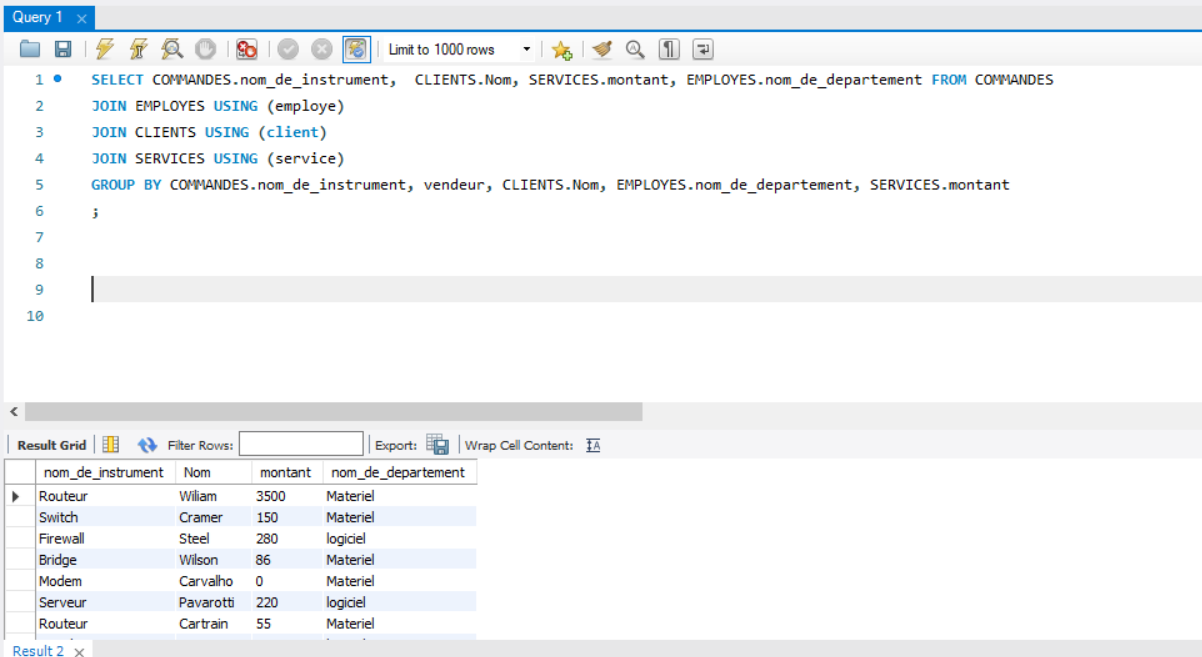 Query 1
Limit to 1000 rows
1 SELECT COMMANDES.nom_de_instrument,  CLIENTS.Nom, SERVICES.montant, EMPLOYES.nom_de_departement FROM COMMANDES
2 JOIN EMPLOYES USING (employe)
3 JOIN CLIENTS USING (client)
4 JOIN SERVICES USING (service)
5 GROUP BY COMMANDES.nom_de_instrument, vendeur, CLIENTS.Nom, EMPLOYES.nom_de_departement, SERVICES.montant
6 ;
7
8
9
10
Result Grid Filter Rows: Export: Wrap Cell Content:
nom_de_instrument Nom montant nom_de_departement
Routeur Wiliam 3500 Materiel
Switch Cramer 150 Materiel
Firewall Steel 280 logiciel
Bridge Wilson 86 Materiel
Modem Carvalho 0 Materiel
Serveur Pavarotti 220 logiciel
Routeur Cartrain 55 Materiel
Result 2